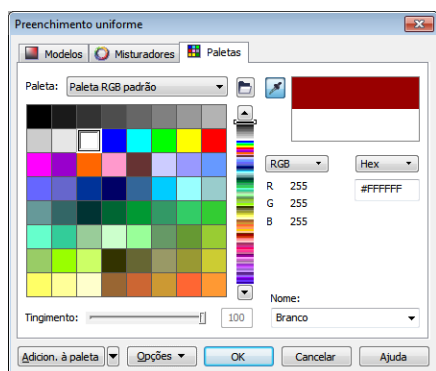 Preenchimento uniforme
Modelos Misturadores Paletas
Paleta: Paleta RGB padrão
RGB Hex
R 255 #FFFFFF
G 255
B 255
Nome:
Tingimento: 100 Branco
Adicion. à paleta Opções OK Cancelar Ajuda